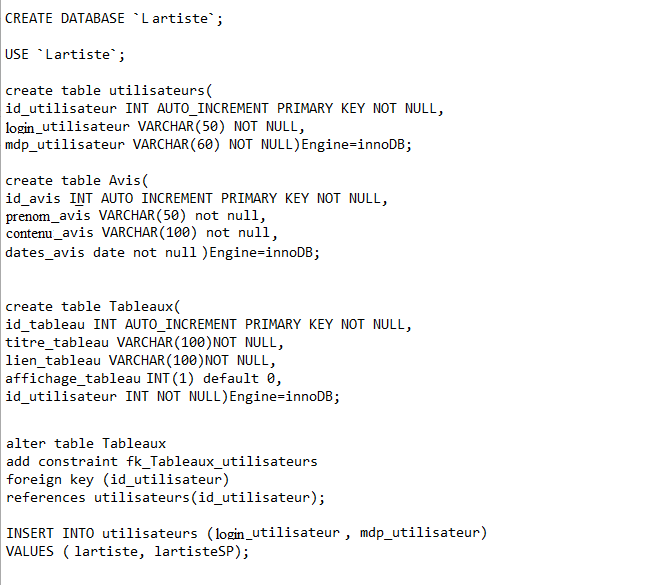 CREATE DATABASE `Lartiste`;
USE `Lartiste`;
create table utilisateurs(
id_utilisateur INT AUTO_INCREMENT PRIMARY KEY NOT NULL,
login_utilisateur VARCHAR(50) NOT NULL,
mdp_utilisateur VARCHAR(60) NOT NULL)Engine=innoDB;
create table Avis(
id_avis INT AUTO INCREMENT PRIMARY KEY NOT NULL,
prenom_avis VARCHAR(50) not null,
contenu_avis VARCHAR(100) not null,
dates_avis date not null )Engine=innoDB;
create table Tableaux(
id_tableau INT AUTO_INCREMENT PRIMARY KEY NOT NULL,
titre_tableau VARCHAR(100)NOT NULL,
lien_tableau VARCHAR(100)NOT NULL,
affichage_tableau INT(1) default 0,
id_utilisateur INT NOT NULL)Engine=innoDB;
alter table Tableaux
add constraint fk_Tableaux_utilisateurs
foreign key (id_utilisateur)
references utilisateurs(id_utilisateur);
INSERT INTO utilisateurs (login_utilisateur , mdp_utilisateur)
VALUES ( lartiste, lartisteSP);